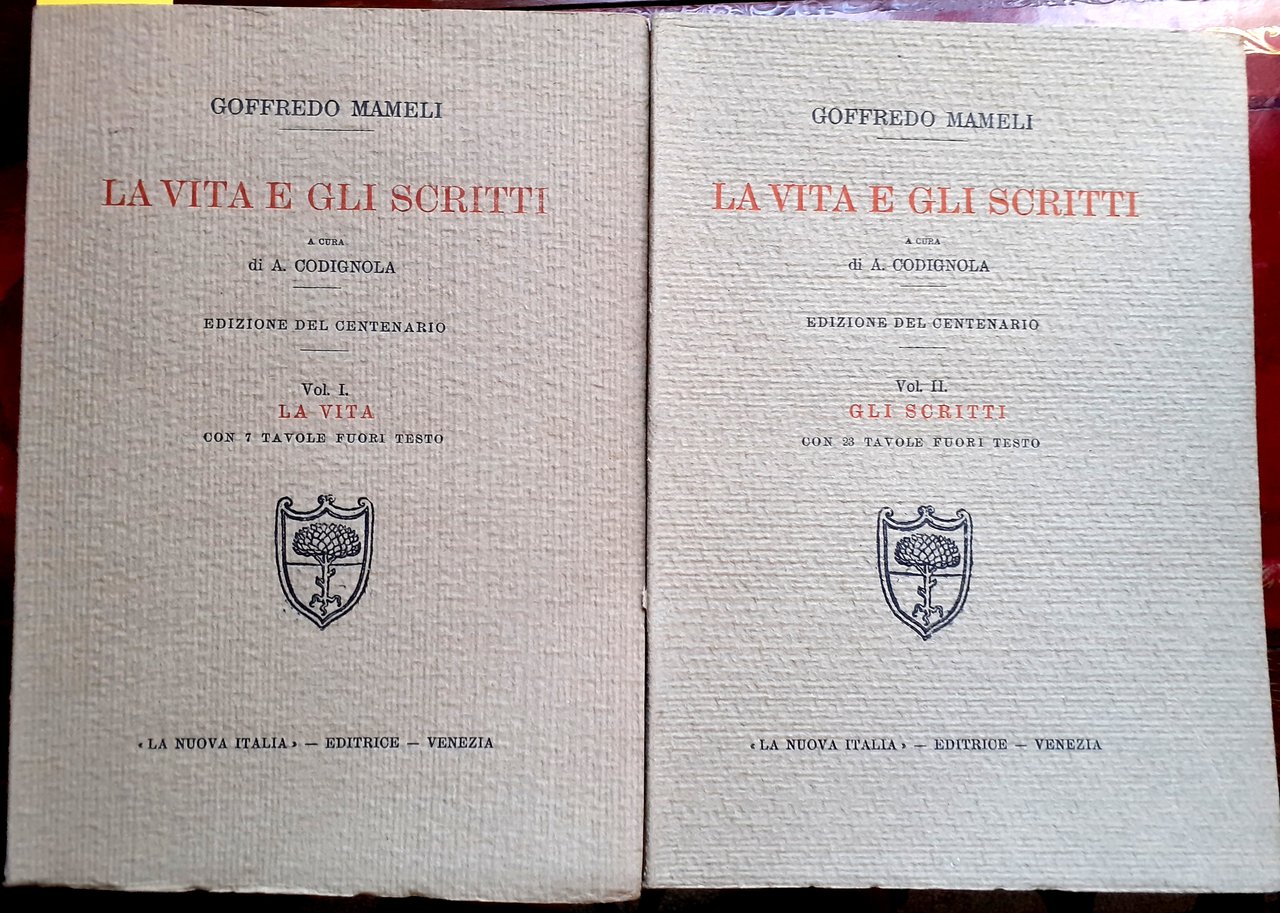 GOFFREDO MAMELI
LA VITA E GLI SCRITTI
A CURA
di A. CODIGNOLA
EDIZIONE DEL CENTENARIO
Vol. I.
LA VITA
CON 7 TAVOLE FUORI TESTO
«LA NUOVA ITALIA» — EDITRICE — VENEZIA
GOFFREDO MAMELI
LA VITA E GLI SCRITTI
A CURA
di A. CODIGNOLA
EDIZIONE DEL CENTENARIO
Vol. II.
GLI SCRITTI
CON 23 TAVOLE FUORI TESTO
«LA NUOVA ITALIA» — EDITRICE — VENEZIA